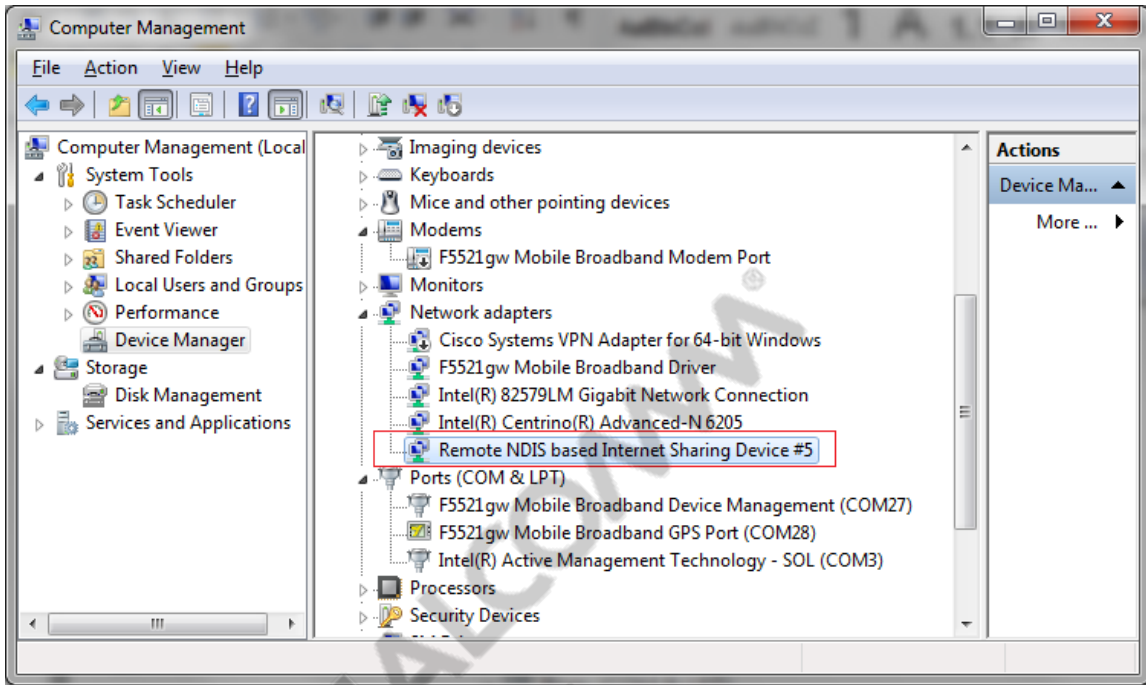 Computer Management
File Action View Help
Computer Management (Local
System Tools
Task Scheduler
Event Viewer
Shared Folders
Local Users and Groups
Performance
Device Manager
Storage
Disk Management
Services and Applications
Imaging devices
Keyboards
Mice and other pointing devices
Modems
F5521gw Mobile Broadband Modem Port
Monitors
Network adapters
Cisco Systems VPN Adapter for 64-bit Windows
F5521gw Mobile Broadband Driver
Intel(R) 82579LM Gigabit Network Connection
Intel(R) Centrino(R) Advanced-N 6205
Remote NDIS based Internet Sharing Device #5
Ports (COM & LPT)
F5521gw Mobile Broadband Device Management (COM27)
F5521gw Mobile Broadband GPS Port (COM28)
Intel(R) Active Management Technology - SOL (COM3)
Processors
Security Devices
Actions
Device Ma...
More ...
ALCOMM®